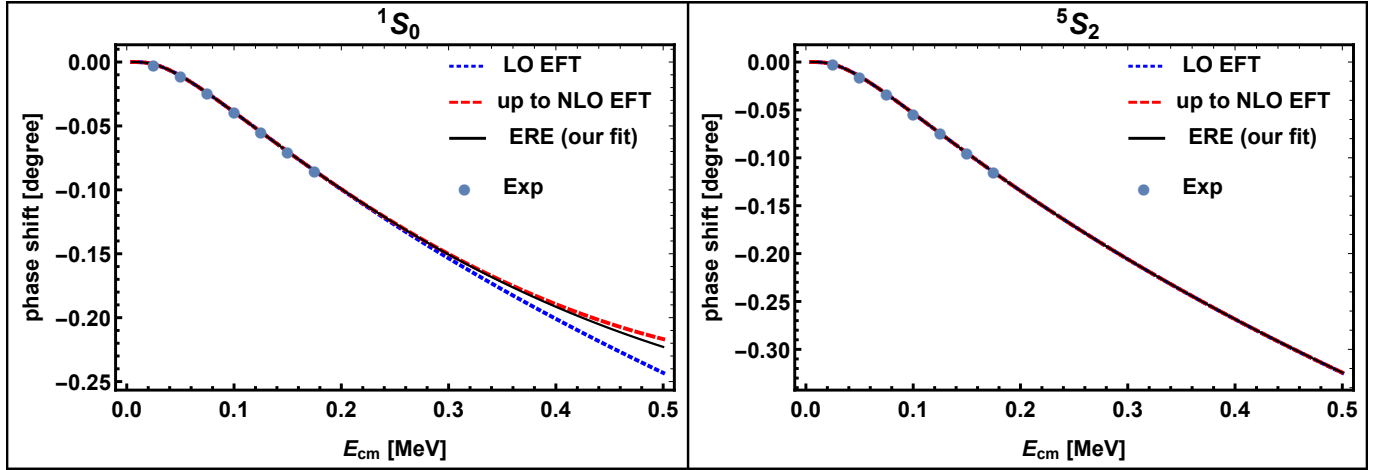 ¹S₀
0.00
−0.05
−0.10
−0.15
−0.20
−0.25
phase shift [degree]
LO EFT
up to NLO EFT
ERE (our fit)
Exp
0.0 0.1 0.2 0.3 0.4 0.5
E_cm [MeV]
⁵S₂
0.00
−0.05
−0.10
−0.15
−0.20
−0.25
−0.30
phase shift [degree]
LO EFT
up to NLO EFT
ERE (our fit)
Exp
0.0 0.1 0.2 0.3 0.4 0.5
E_cm [MeV]